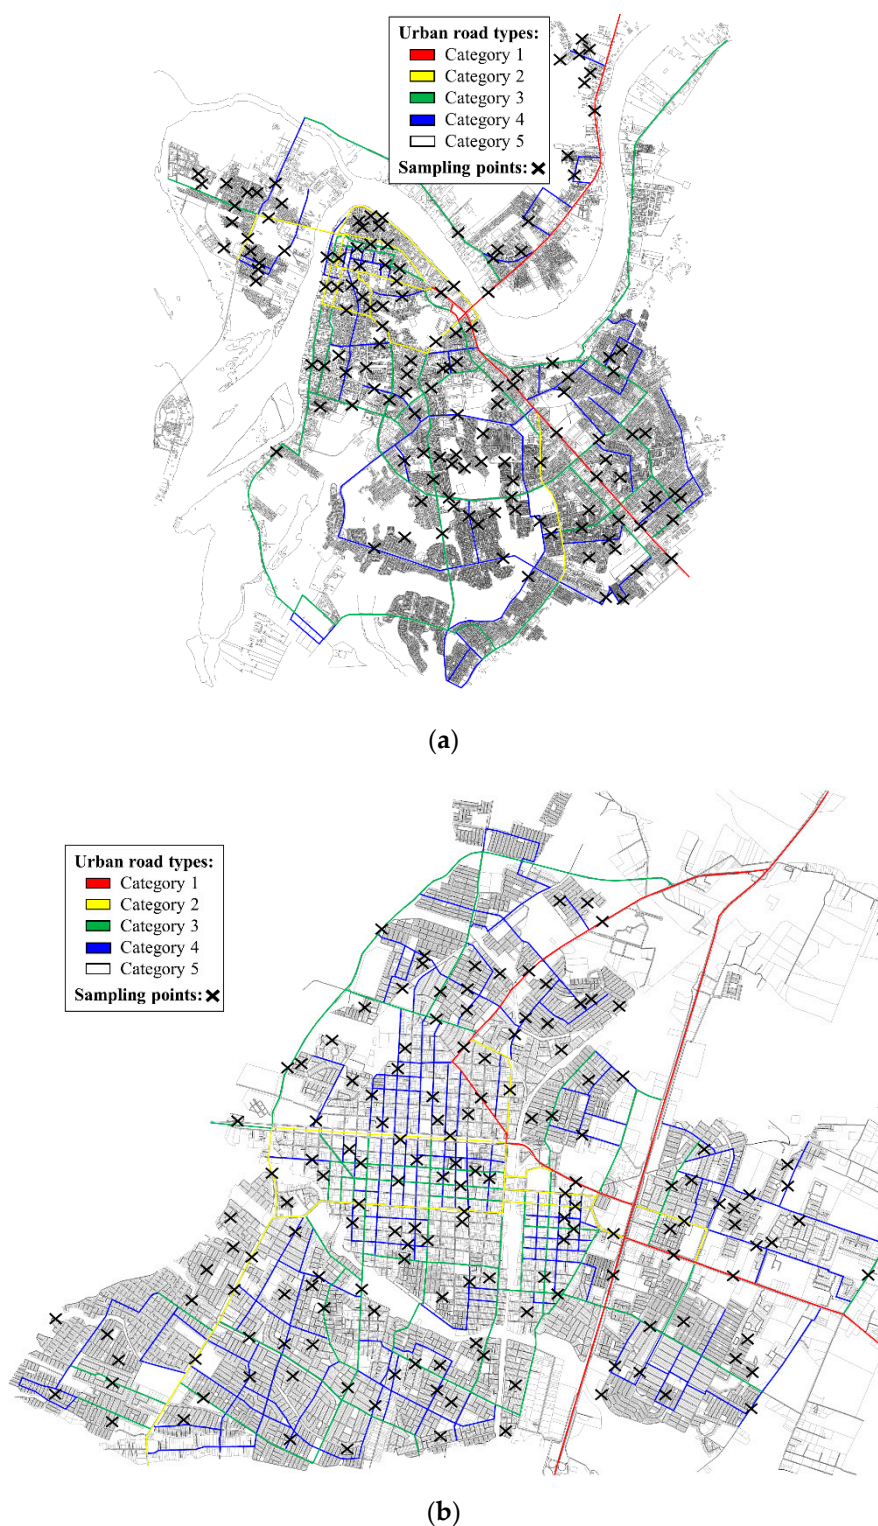 Urban road types:
Category 1
Category 2
Category 3
Category 4
Category 5
Sampling points:
(a)
Urban road types:
Category 1
Category 2
Category 3
Category 4
Category 5
Sampling points:
(b)